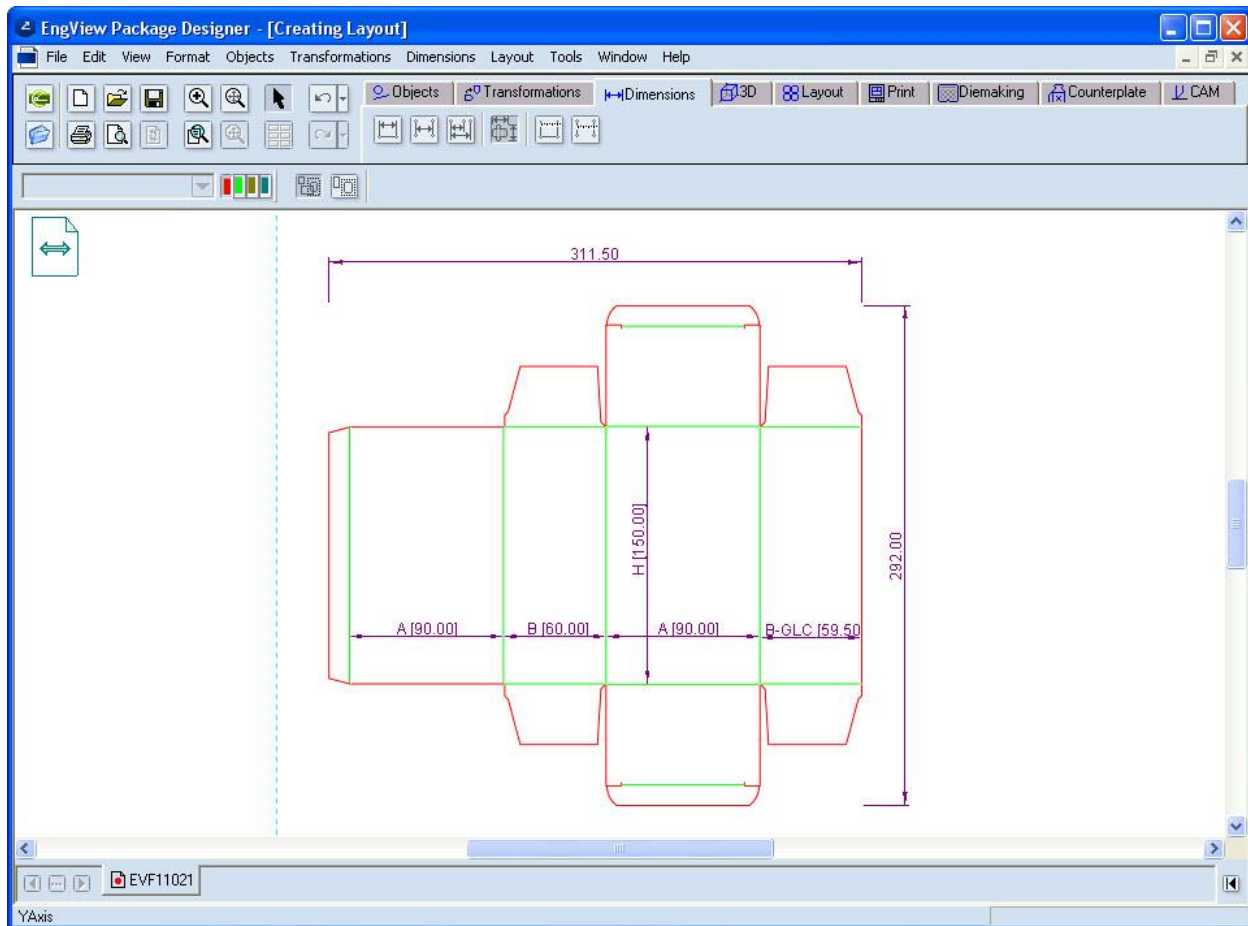 EngView Package Designer - [Creating Layout]
File Edit View Format Objects Transformations Dimensions Layout Tools Window Help
Objects Transformations Dimensions 3D Layout Print Diemaking Counterplate CAM
311.50
H [150.00]
292.00
A [90.00] B [60.00] A [90.00] B-GLC [59.50
EVF11021
YAxis